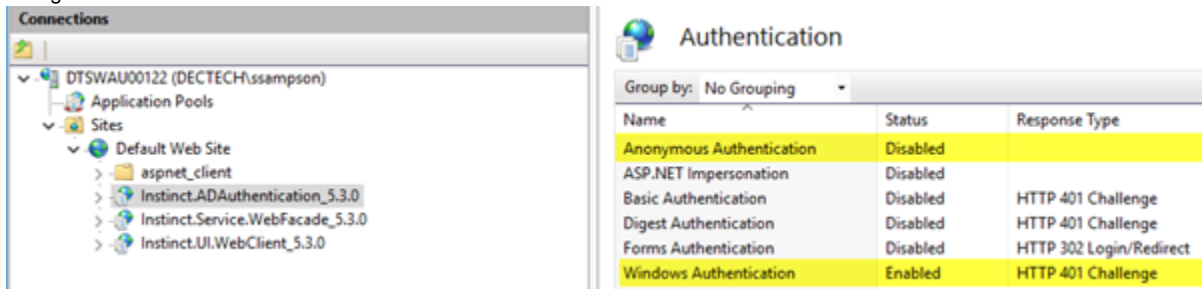 Connections
DTSWAU00122 (DECTECH\ssampson)
Application Pools
Sites
Default Web Site
aspnet_client
Instinct.ADAuthentication_5.3.0
Instinct.Service.WebFacade_5.3.0
Instinct.UI.WebClient_5.3.0
Authentication
Group by: No Grouping
Name Status Response Type
Anonymous Authentication Disabled
ASP.NET Impersonation Disabled
Basic Authentication Disabled HTTP 401 Challenge
Digest Authentication Disabled HTTP 401 Challenge
Forms Authentication Disabled HTTP 302 Login/Redirect
Windows Authentication Enabled HTTP 401 Challenge